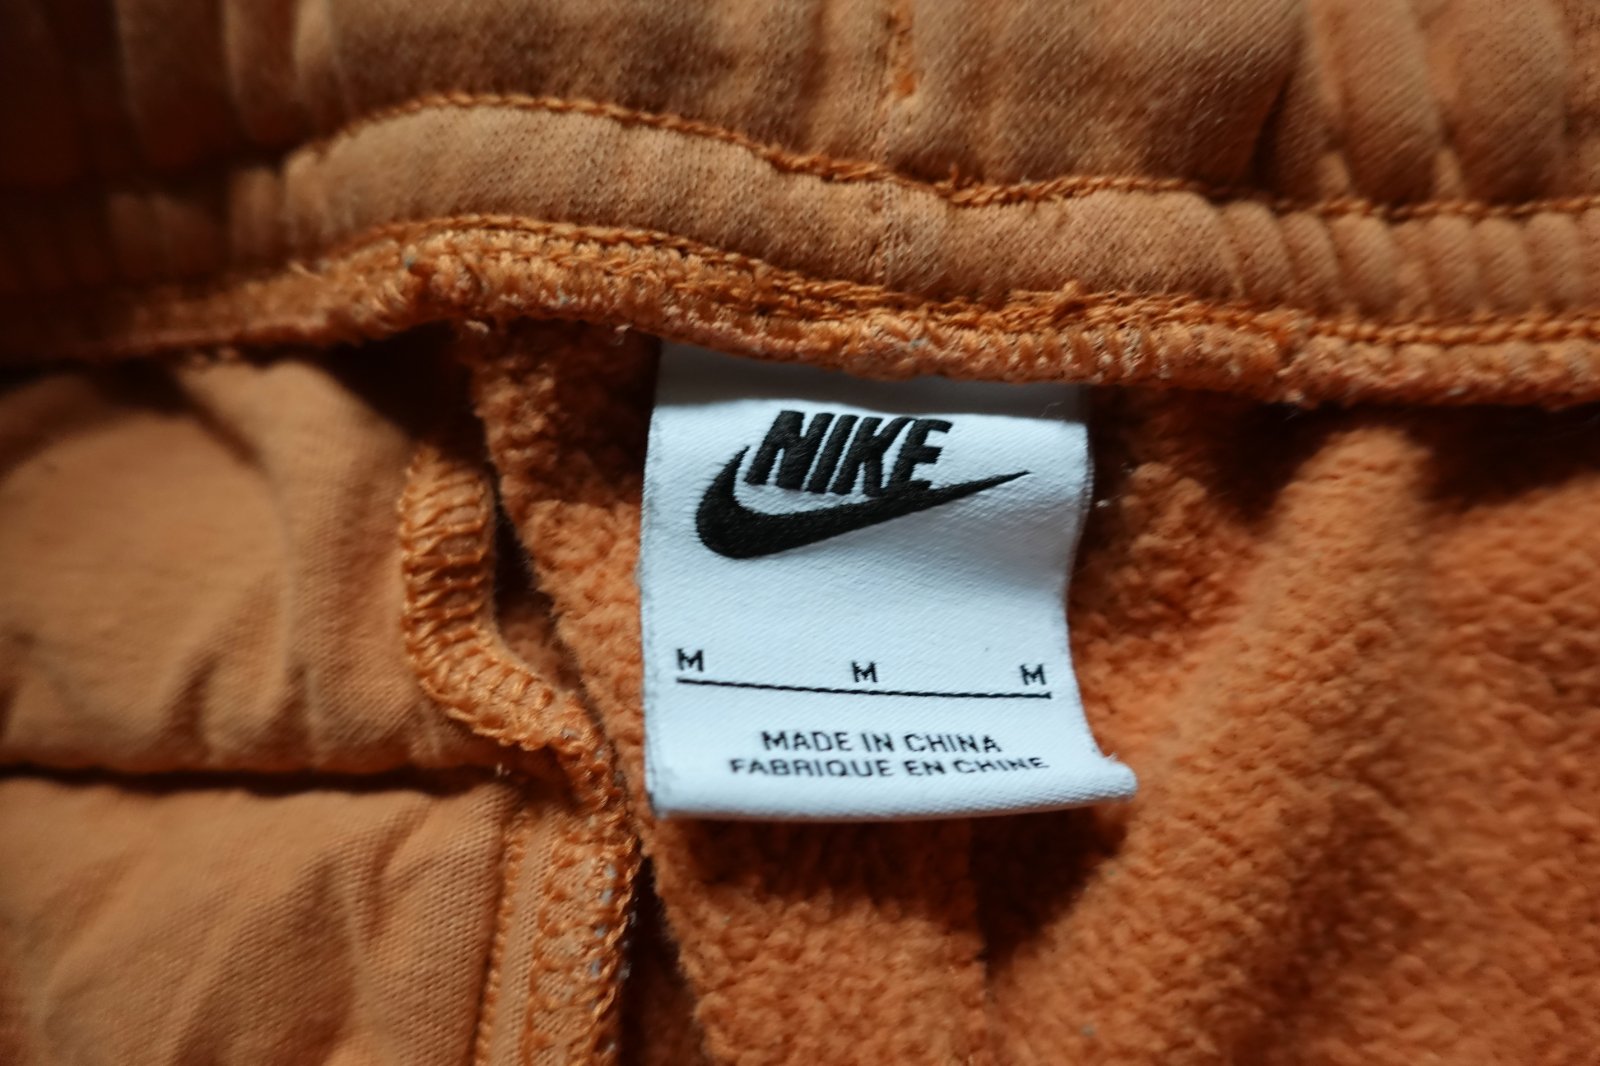 NIKE
M M M
MADE IN CHINA
FABRIQUE EN CHINE